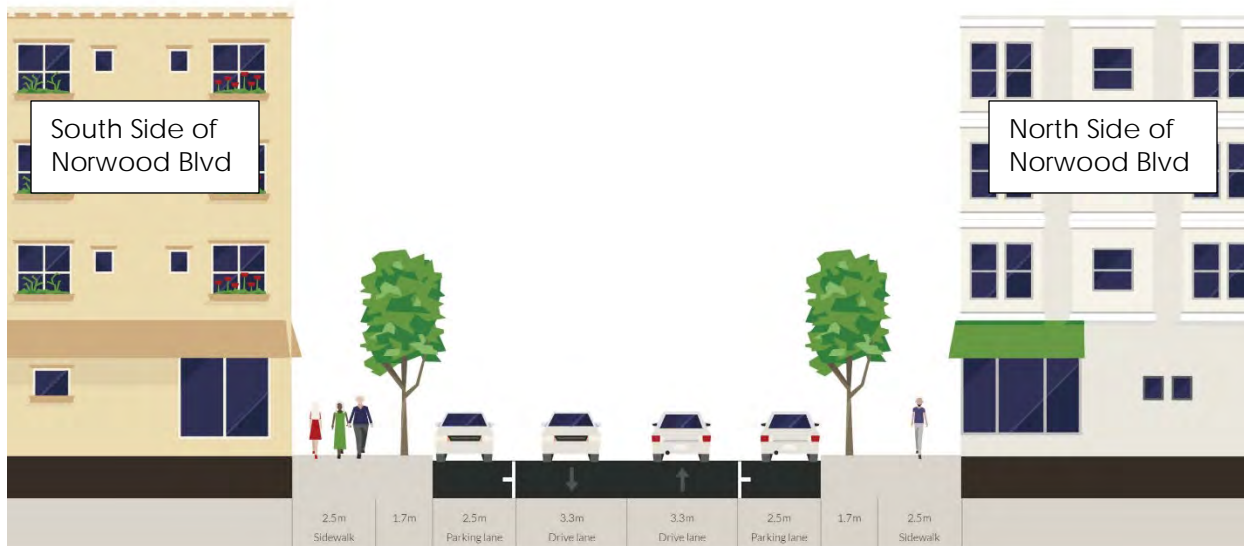 South Side of
Norwood Blvd
North Side of
Norwood Blvd
2.5m
Sidewalk
1.7m
2.5m
Parking lane
3.3m
Drive lane
3.3m
Drive lane
2.5m
Parking lane
1.7m
2.5m
Sidewalk